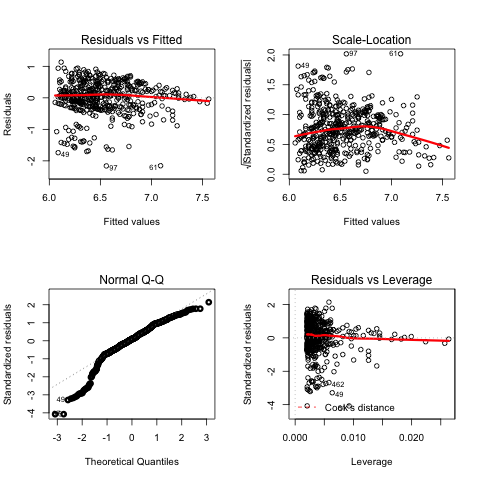 Residuals vs Fitted
Residuals
1
0
-1
-2
49
97
61
6.0 6.5 7.0 7.5
Fitted values
Scale-Location
√|Standardized residuals|
2.0
1.5
1.0
0.5
0.0
49
97
61
6.0 6.5 7.0 7.5
Fitted values
Normal Q-Q
Standardized residuals
2
1
0
-1
-2
-3
-4
49
-3 -2 -1 0 1 2 3
Theoretical Quantiles
Residuals vs Leverage
Standardized residuals
2
0
-2
-4
462
49
Cook's distance
0.000 0.010 0.020
Leverage